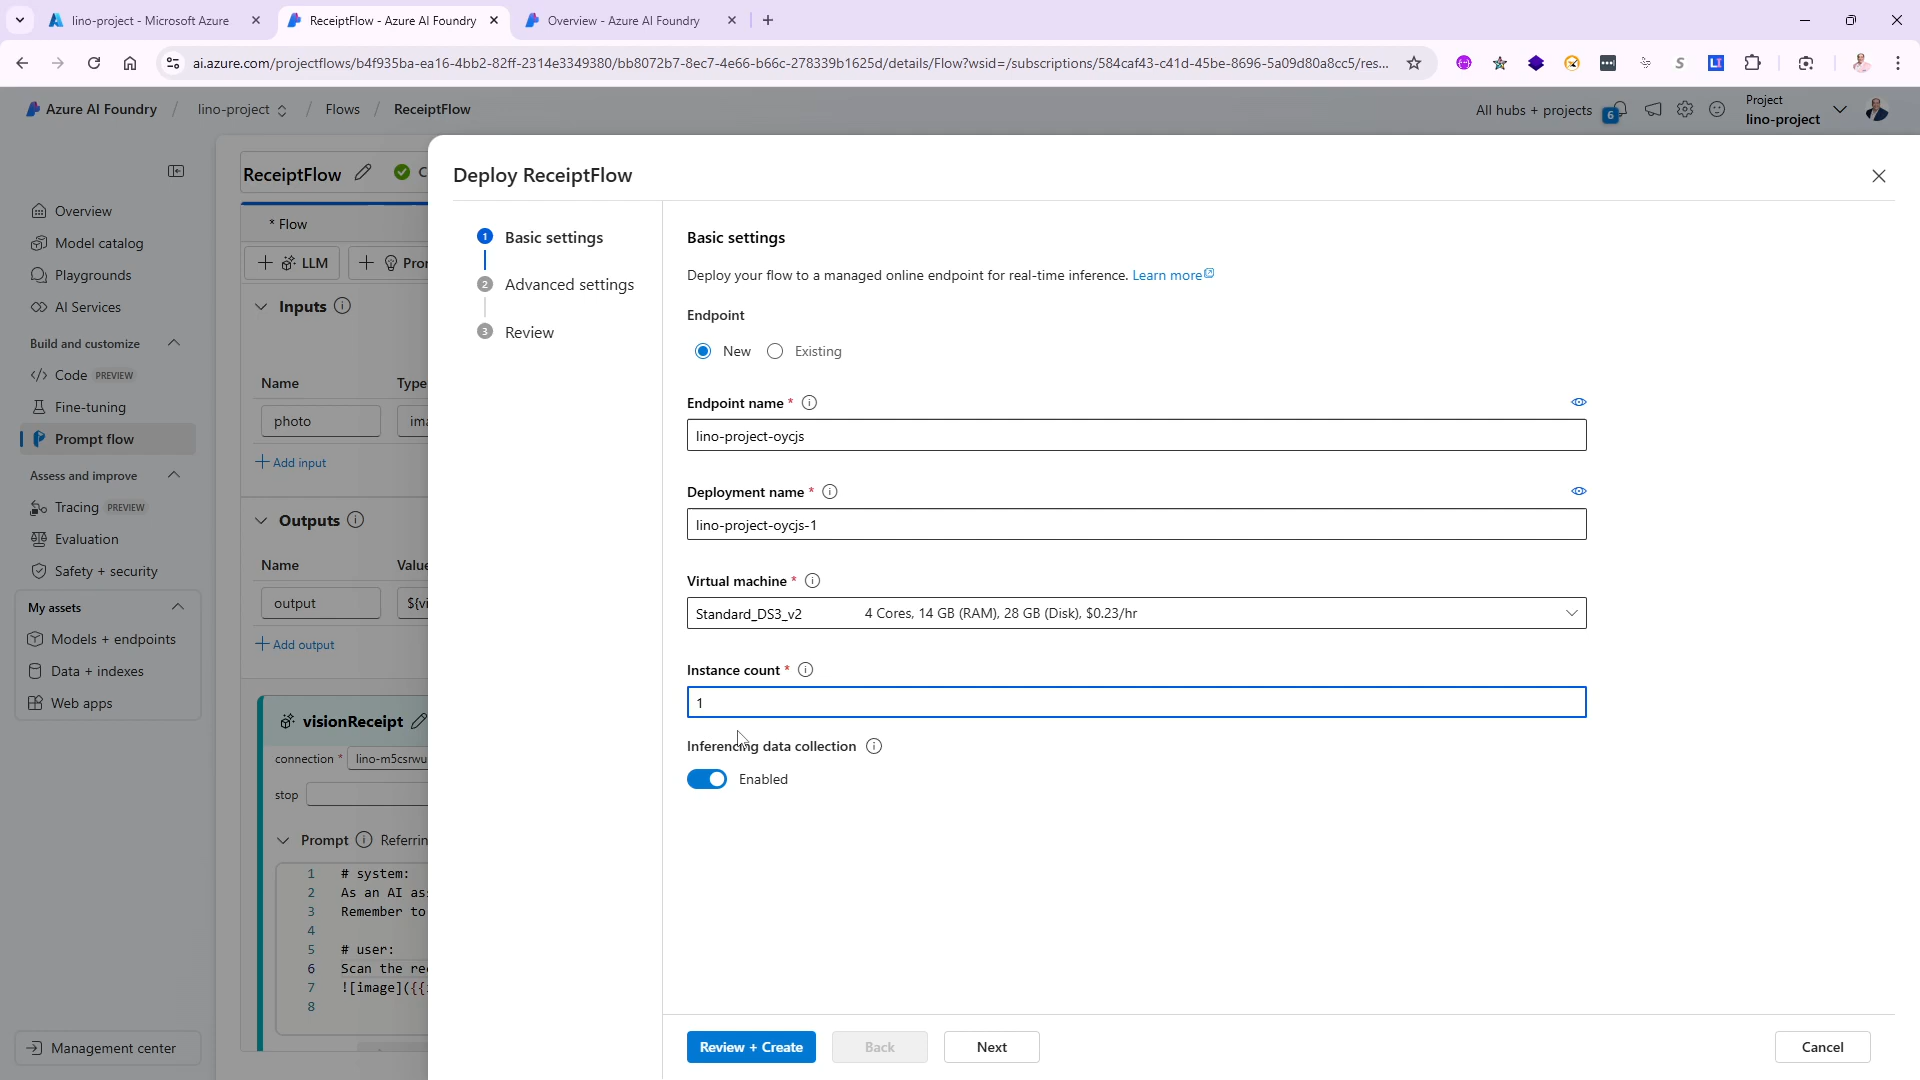 lino-project - Microsoft Azure
ReceiptFlow - Azure AI Foundry
Overview - Azure AI Foundry
ai.azure.com/projectflows/b4f935ba-ea16-4bb2-82ff-2314e3349380/bb8072b7-8ec7-4e66-b66c-278339b1625d/details/Flow?wsid=/subscriptions/584caf43-c41d-45be-8696-5a09d80a8cc5/res...
Azure AI Foundry / lino-project / Flows / ReceiptFlow
All hubs + projects
6
Project
lino-project
Overview
Model catalog
Playgrounds
AI Services
Build and customize
Code PREVIEW
Fine-tuning
Prompt flow
Assess and improve
Tracing PREVIEW
Evaluation
Safety + security
My assets
Models + endpoints
Data + indexes
Web apps
Management center
ReceiptFlow
* Flow
LLM
Inputs
Name Type
photo
Add input
Outputs
Name
output ${vi
Add output
visionReceipt
connection * lino-m5csrwu
stop
Prompt
1 # system:
2 As an AI as
3 Remember to
4
5 # user:
6 Scan the re
7 ![image]({{
8
Deploy ReceiptFlow
1 Basic settings
2 Advanced settings
3 Review
Basic settings
Deploy your flow to a managed online endpoint for real-time inference. Learn more
Endpoint
New Existing
Endpoint name *
lino-project-oycjs
Deployment name *
lino-project-oycjs-1
Virtual machine *
Standard_DS3_v2 4 Cores, 14 GB (RAM), 28 GB (Disk), $0.23/hr
Instance count *
1
Inferencing data collection
Enabled
Review + Create
Back
Next
Cancel